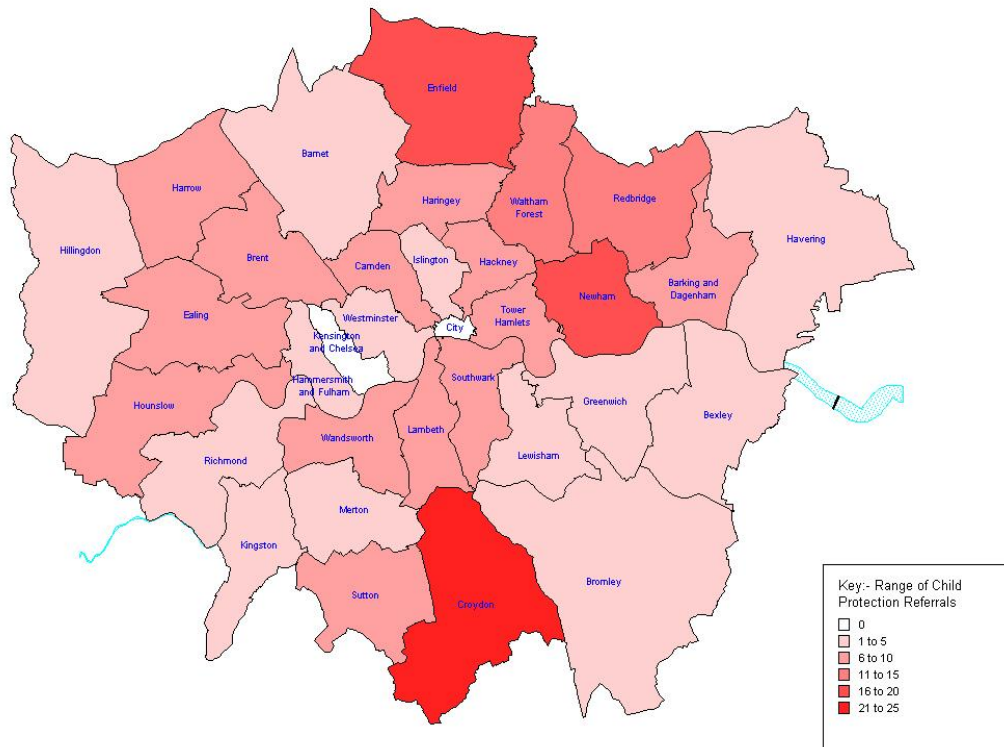 Enfield
Barnet
Harrow
Haringey
Waltham
Forest
Redbridge
Havering
Hillingdon
Brent
Camden
Islington
Hackney
Newham
Barking and
Dagenham
Ealing
Westminster
Kensington
and Chelsea
City
Tower
Hamlets
Hammersmith
and Fulham
Southwark
Hounslow
Greenwich
Bexley
Wandsworth
Lambeth
Lewisham
Richmond
Merton
Kingston
Sutton
Croydon
Bromley
Key:- Range of Child
Protection Referrals
0
1 to 5
6 to 10
11 to 15
16 to 20
21 to 25